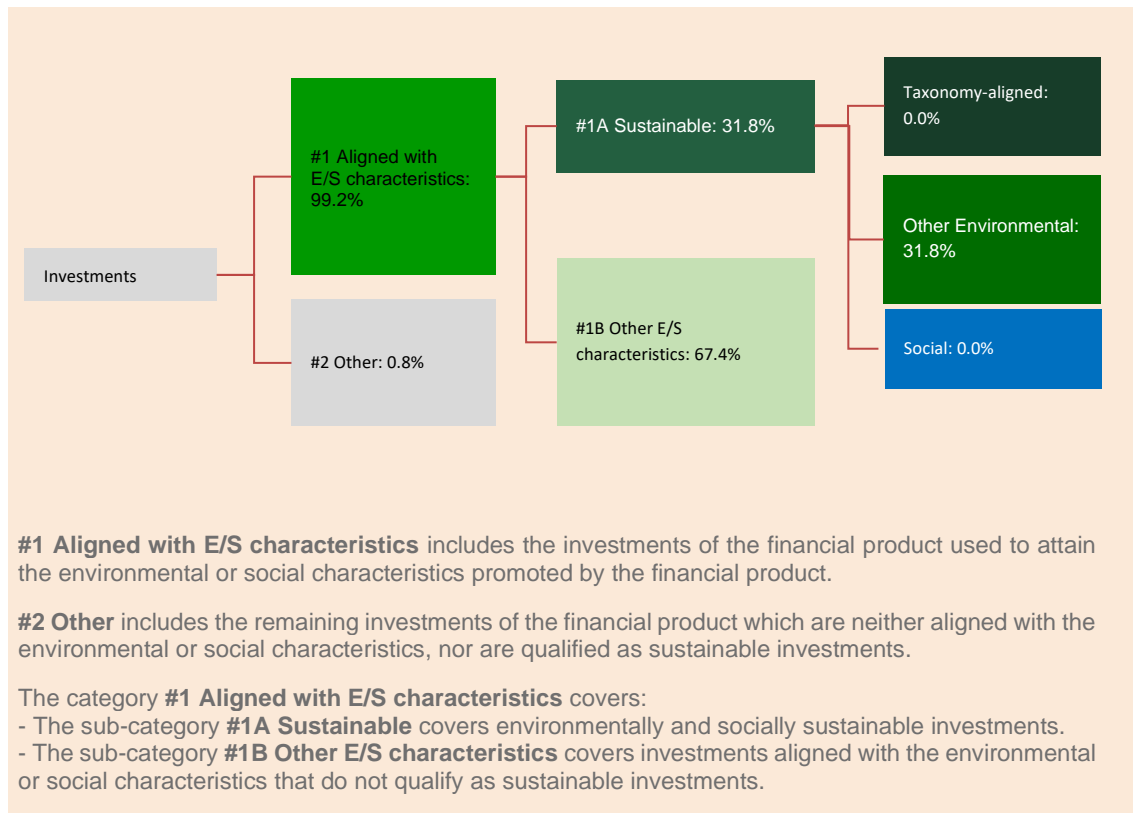 Investments
#1 Aligned with
E/S characteristics:
99.2%
#2 Other: 0.8%
#1A Sustainable: 31.8%
#1B Other E/S
characteristics: 67.4%
Taxonomy-aligned:
0.0%
Other Environmental:
31.8%
Social: 0.0%
#1 Aligned with E/S characteristics includes the investments of the financial product used to attain
the environmental or social characteristics promoted by the financial product.
#2 Other includes the remaining investments of the financial product which are neither aligned with the
environmental or social characteristics, nor are qualified as sustainable investments.
The category #1 Aligned with E/S characteristics covers:
- The sub-category #1A Sustainable covers environmentally and socially sustainable investments.
- The sub-category #1B Other E/S characteristics covers investments aligned with the environmental
or social characteristics that do not qualify as sustainable investments.